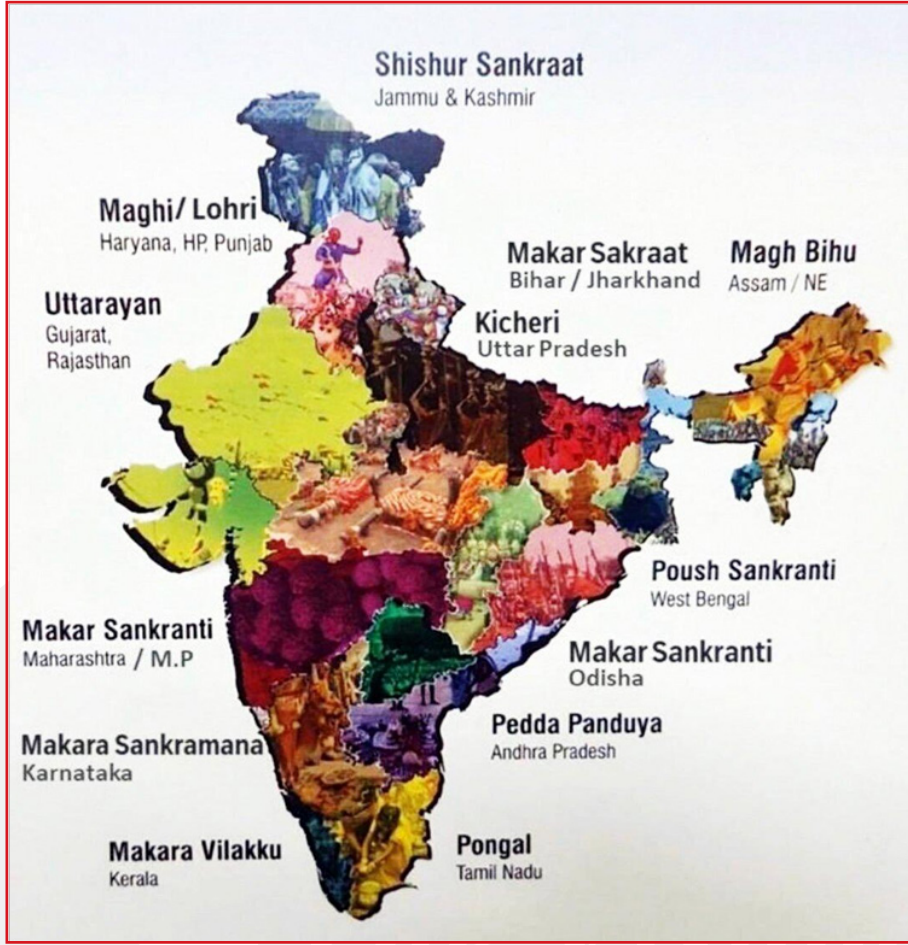 Shishur Sankraat
Jammu & Kashmir
Maghi/ Lohri
Haryana, HP, Punjab
Makar Sakraat
Bihar / Jharkhand
Magh Bihu
Assam / NE
Uttarayan
Gujarat,
Rajasthan
Kicheri
Uttar Pradesh
Poush Sankranti
West Bengal
Makar Sankranti
Maharashtra / M.P
Makar Sankranti
Odisha
Pedda Panduya
Andhra Pradesh
Makara Sankramana
Karnataka
Makara Vilakku
Kerala
Pongal
Tamil Nadu